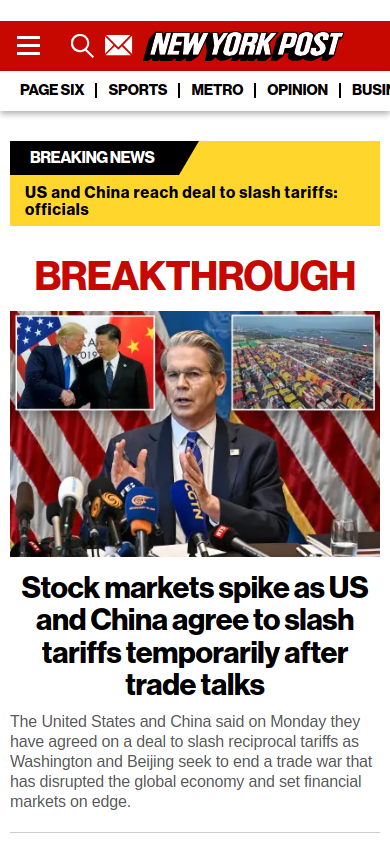 NEW YORK POST
PAGE SIX
SPORTS
METRO
OPINION
BREAKING NEWS
US and China reach deal to slash tariffs:
officials
BREAKTHROUGH
2019
CGTN
Stock markets spike as US
and China agree to slash
tariffs temporarily after
trade talks
The United States and China said on Monday they
have agreed on a deal to slash reciprocal tariffs as
Washington and Beijing seek to end a trade war that
has disrupted the global economy and set financial
markets on edge.